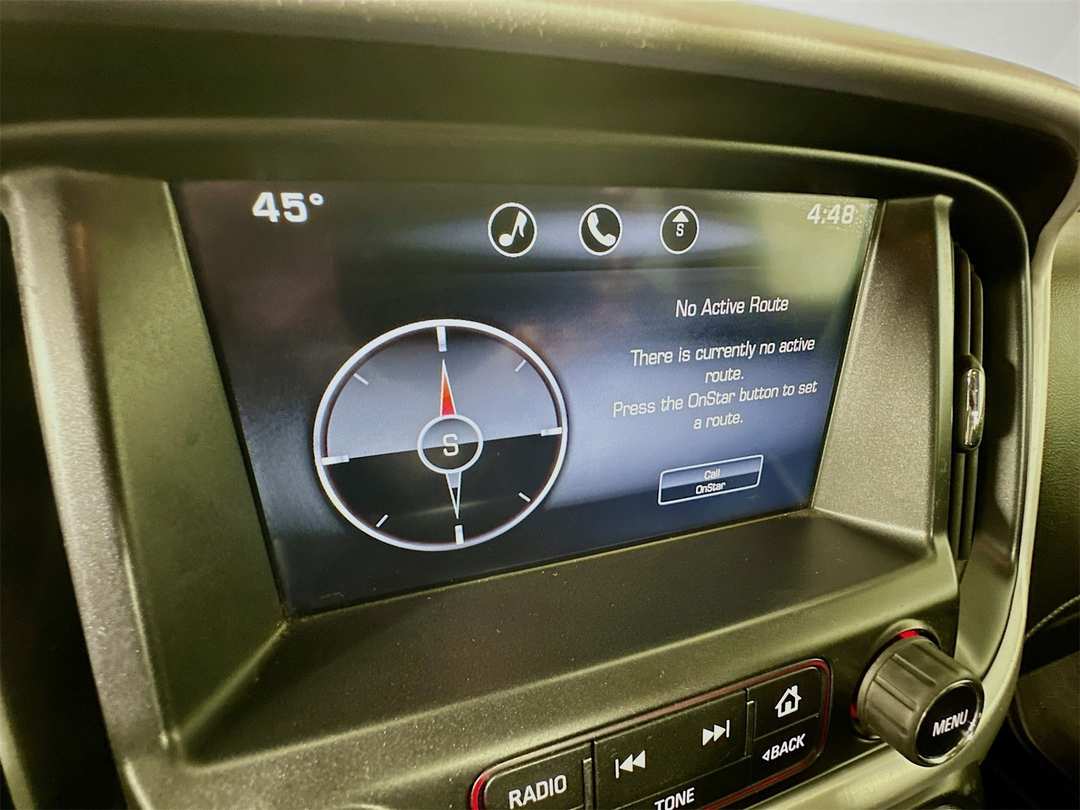 45°
S
4:48
No Active Route
There is currently no active
route.
Press the OnStar button to set
a route.
S
Call
OnStar
MENU
BACK
RADIO
TONE